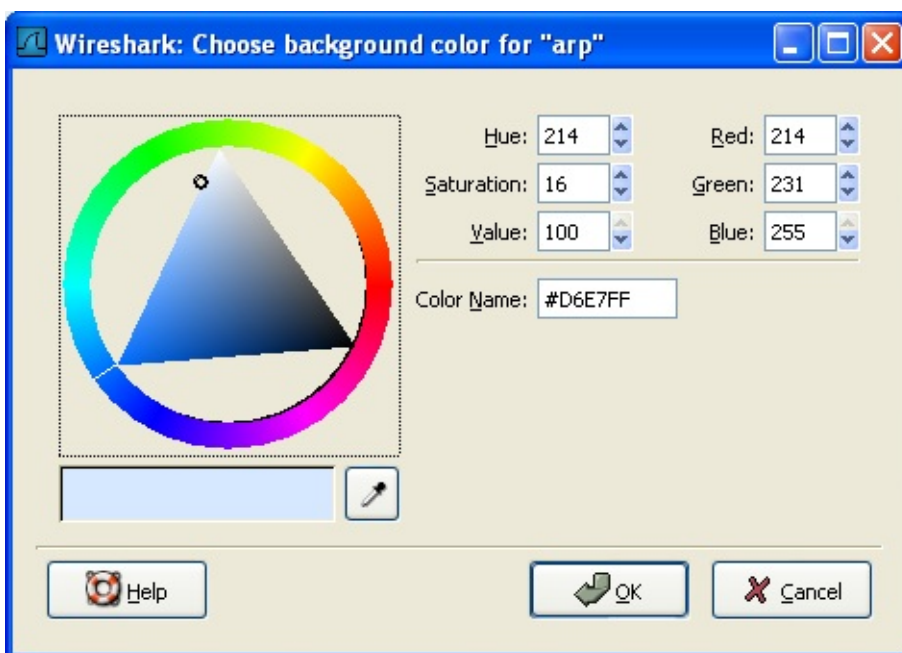 Wireshark: Choose background color for "arp"
Hue: 214 Red: 214
Saturation: 16 Green: 231
Value: 100 Blue: 255
Color Name: #D6E7FF
Help OK Cancel